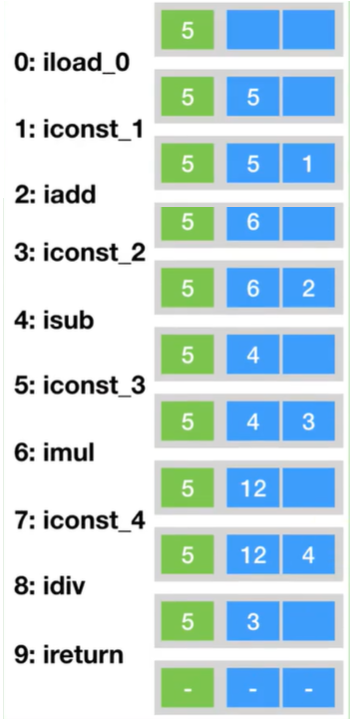 5
0: iload_0
5 5
1: iconst_1
5 5 1
2: iadd
5 6
3: iconst_2
5 6 2
4: isub
5 4
5: iconst_3
5 4 3
6: imul
5 12
7: iconst_4
5 12 4
8: idiv
5 3
9: ireturn
- - -